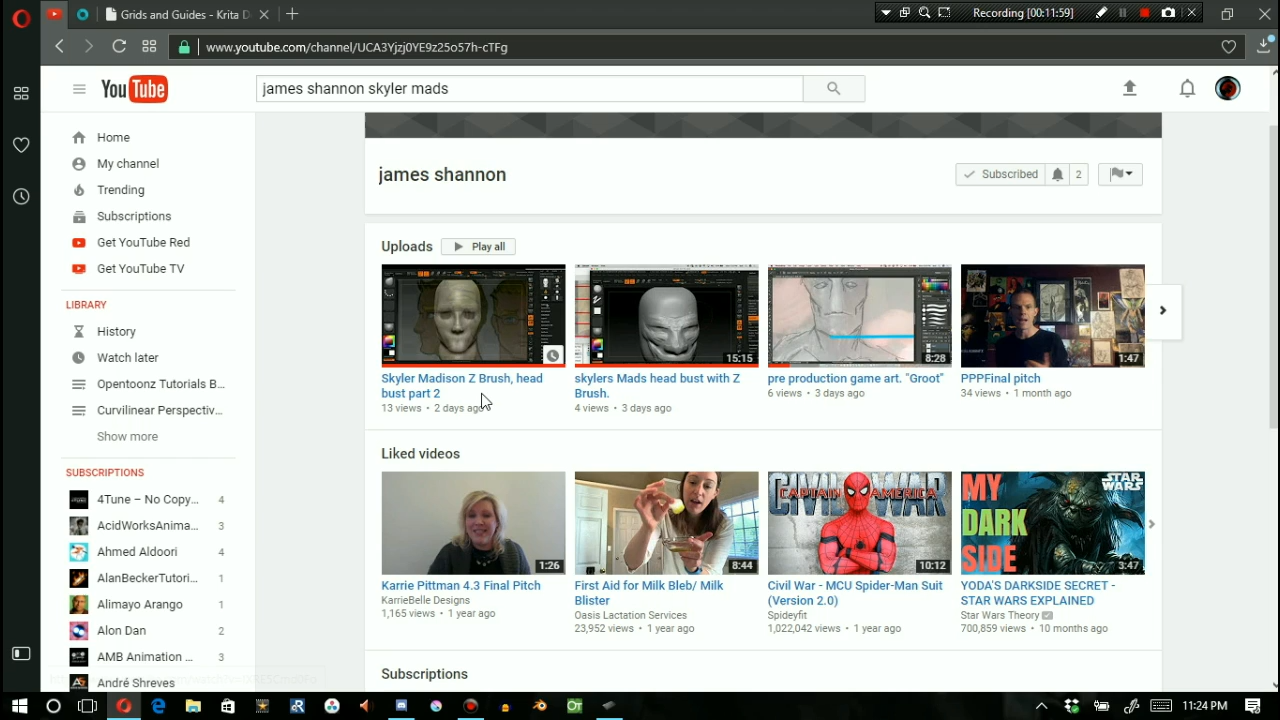 Grids and Guides - Krita D
Recording [00:11:59]
www.youtube.com/channel/UCA3Yjzj0YE9z25o57h-cTFg
YouTube
james shannon skyler mads
Home
My channel
Trending
Subscriptions
Get YouTube Red
Get YouTube TV
LIBRARY
History
Watch later
Opentoonz Tutorials B...
Curvilinear Perspectiv...
Show more
SUBSCRIPTIONS
4Tune – No Copy... 4
AcidWorksAnima... 3
Ahmed Aldoori 4
AlanBeckerTutori... 1
Alimayo Arango 1
Alon Dan 2
AMB Animation ... 3
André Shreves
james shannon
Subscribed 2
Uploads Play all
15:15
8:28
1:47
Skyler Madison Z Brush, head
bust part 2
13 views • 2 days ago
skylers Mads head bust with Z
Brush.
4 views • 3 days ago
pre production game art. "Groot"
6 views • 3 days ago
PPPFinal pitch
34 views • 1 month ago
Liked videos
1:26
8:44
CIVIL WAR
CAPTAIN AMERICA
10:12
MY
DARK
SIDE
STAR
WARS
3:47
Karrie Pittman 4.3 Final Pitch
KarrieBelle Designs
1,165 views • 1 year ago
First Aid for Milk Bleb/ Milk
Blister
Oasis Lactation Services
23,952 views • 1 year ago
Civil War - MCU Spider-Man Suit
(Version 2.0)
Spideyfit
1,022,042 views • 1 year ago
YODA'S DARKSIDE SECRET -
STAR WARS EXPLAINED
Star Wars Theory
700,859 views • 10 months ago
Subscriptions
11:24 PM